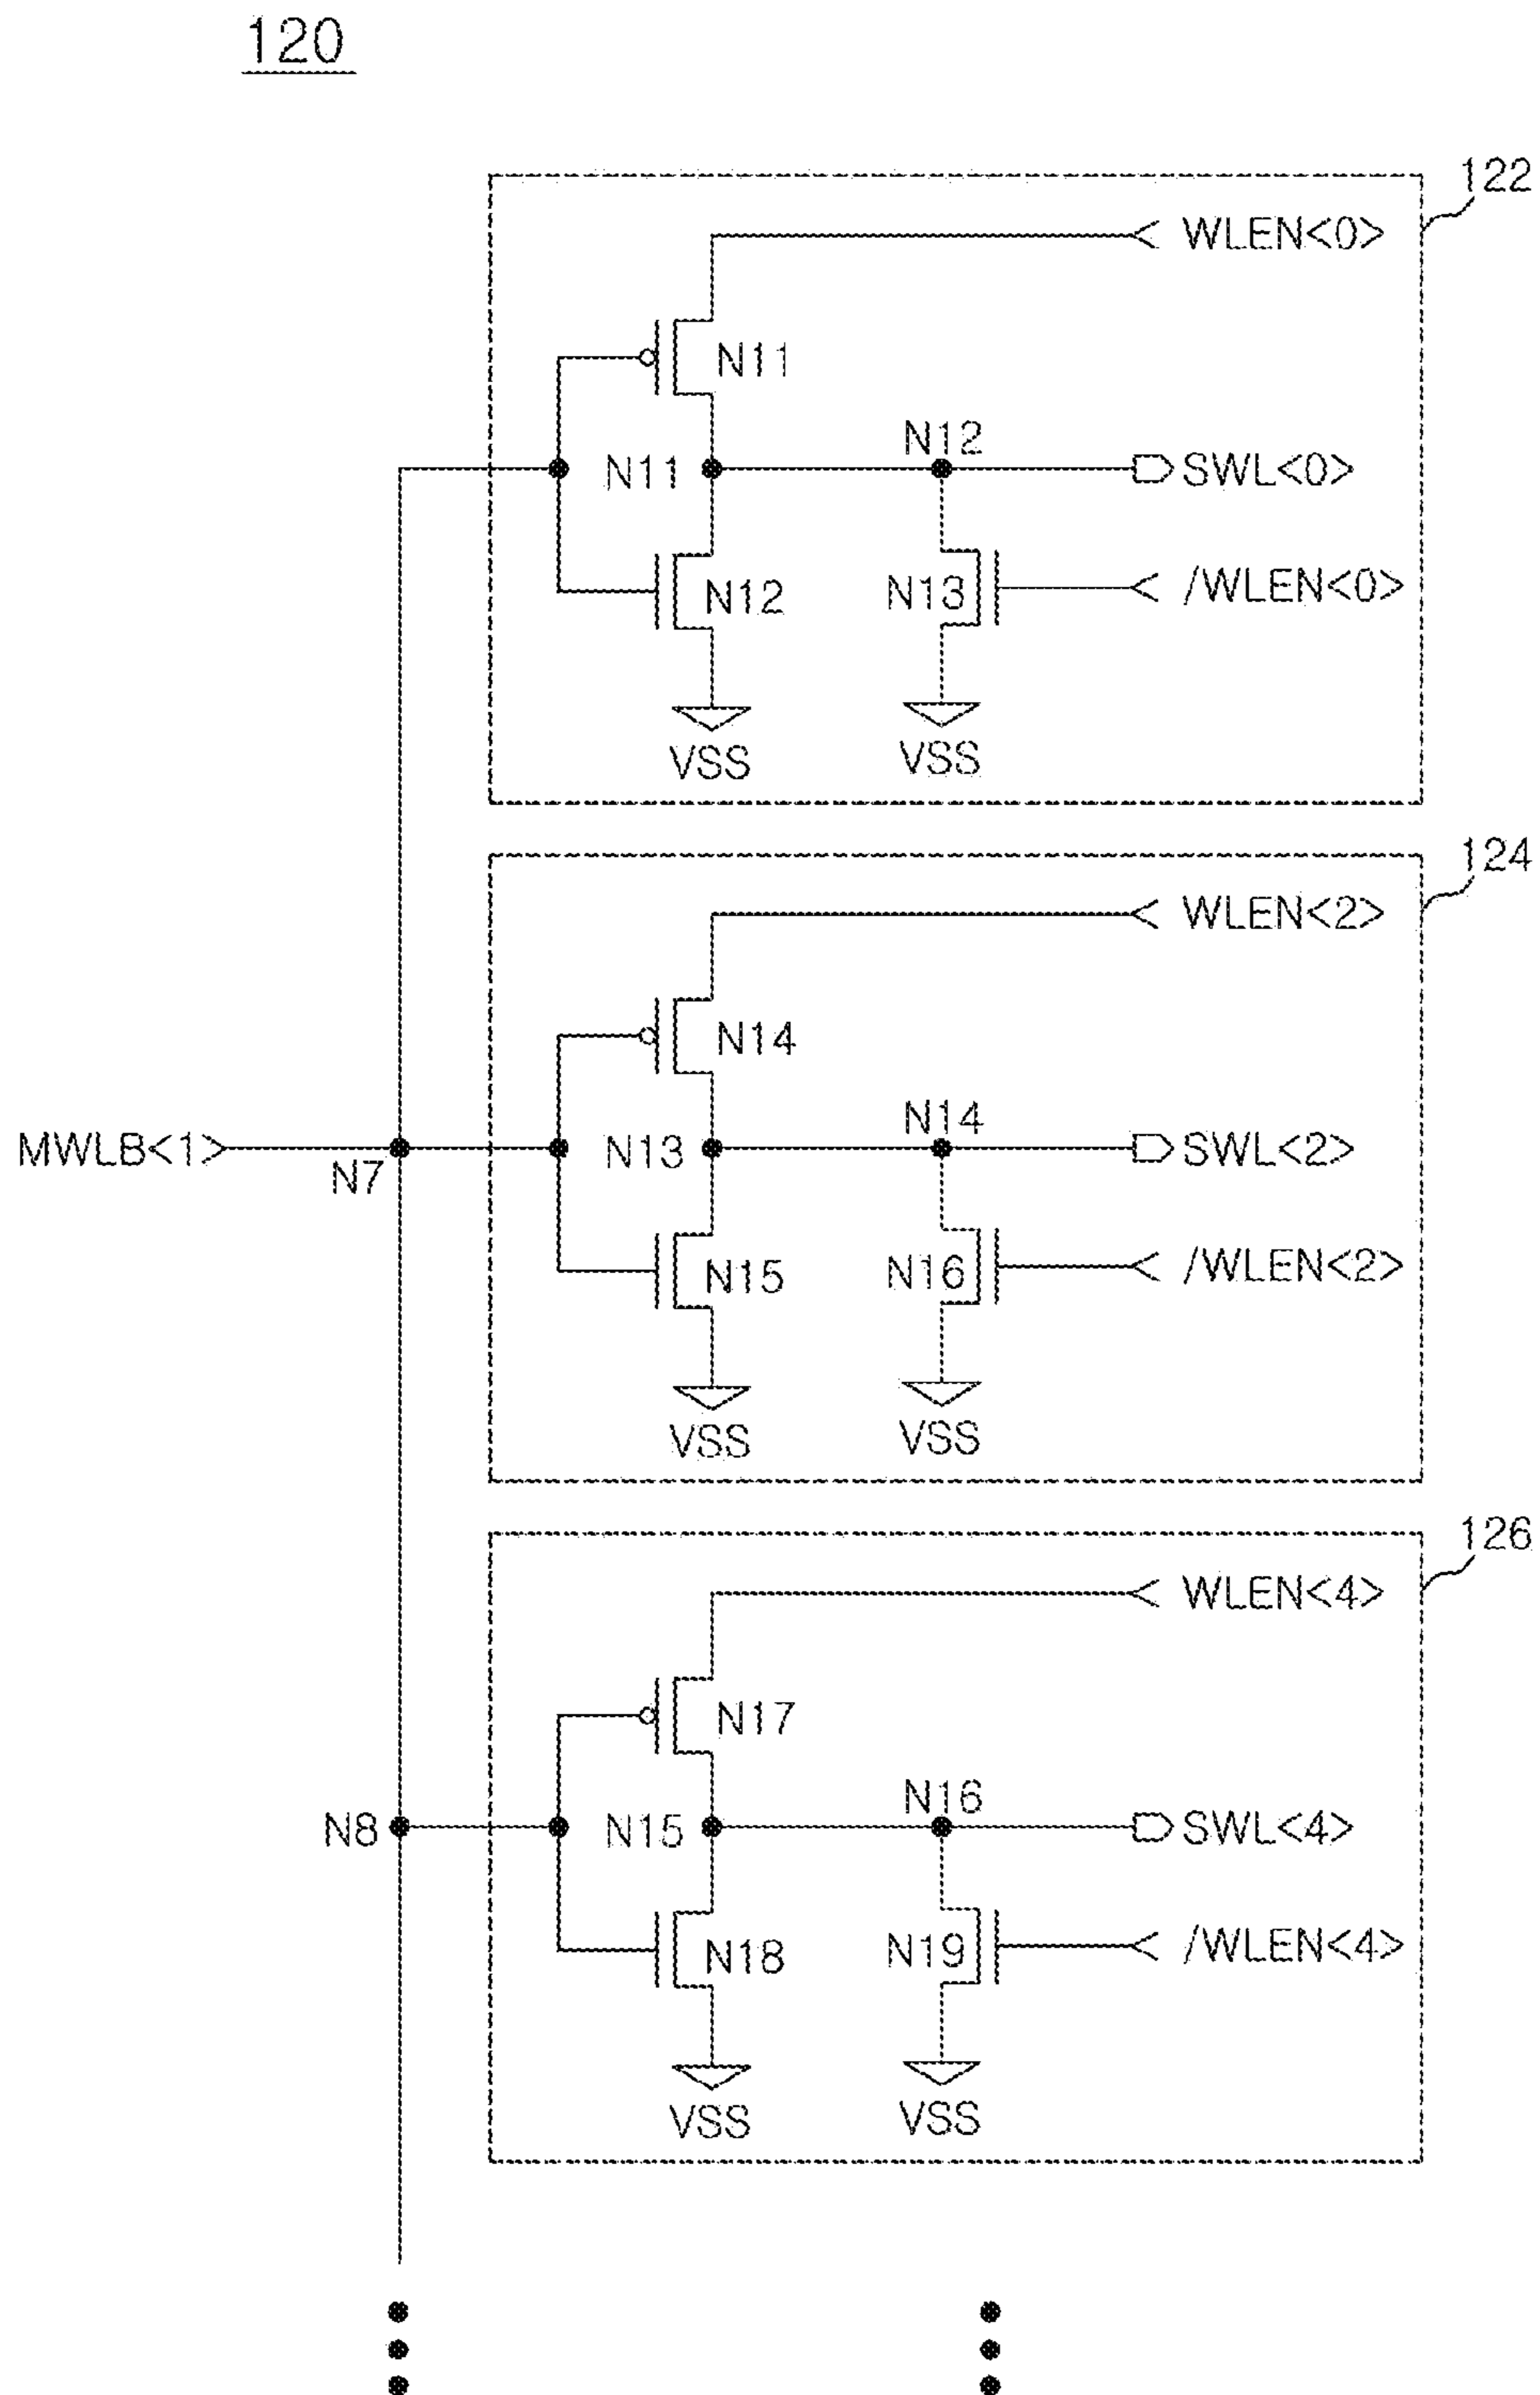 120
122
WLEN<0>
N11
N12
N11
SWL<0>
N12
N13
/WLEN<0>
VSS
VSS
124
WLEN<2>
N14
N14
MWLB<1>
N13
SWL<2>
N7
N15
N16
/WLEN<2>
VSS
VSS
126
WLEN<4>
N17
N16
N8
N15
SWL<4>
N18
N19
/WLEN<4>
VSS
VSS